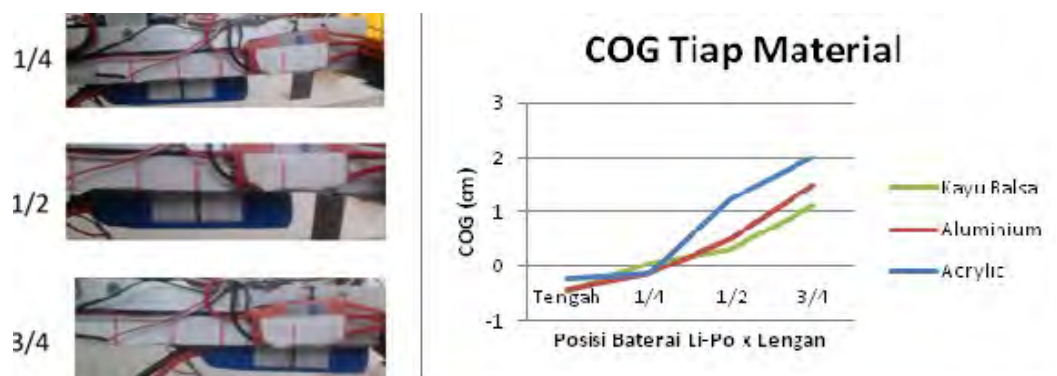 1/4
1/2
3/4
COG Tiap Material
3
2
1
0
-1
COG (cm)
Tengah 1/4 1/2 3/4
Posisi Baterai Li-Po x Lengan
Kayu Balsa
Aluminium
Acrylic